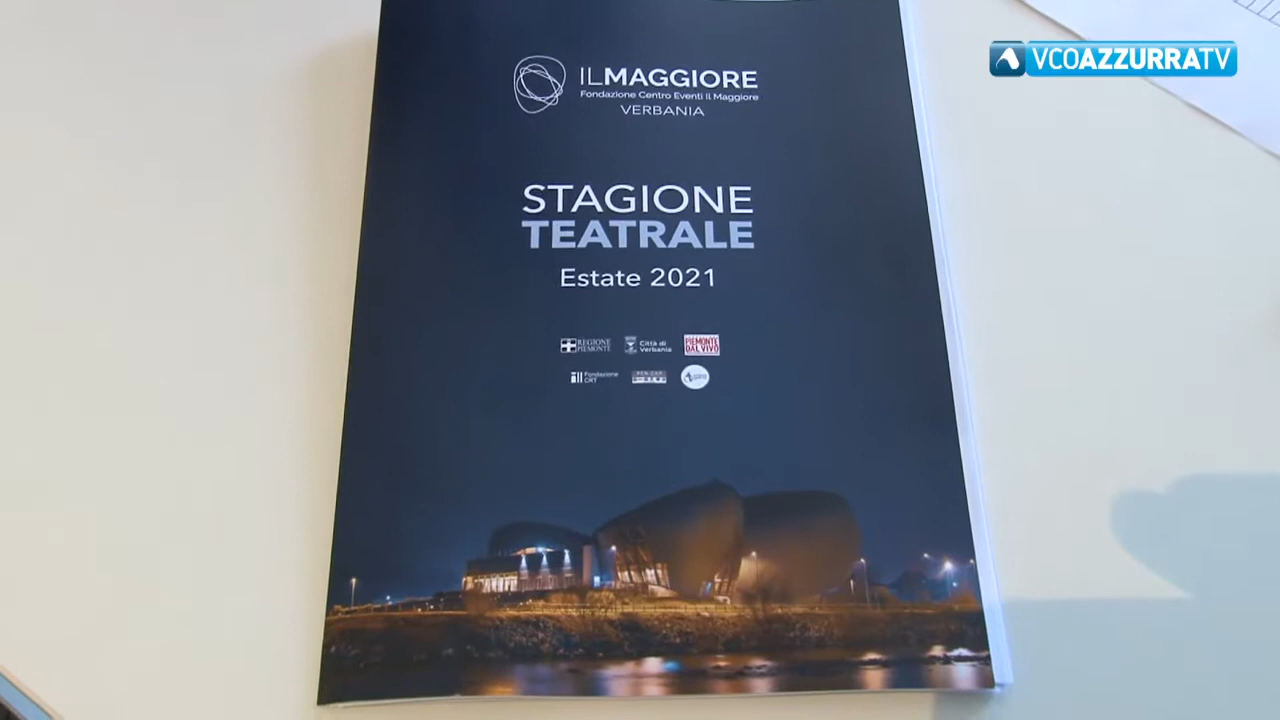 VCOAZZURRATV
ILMAGGIORE
Fondazione Centro Eventi Il Maggiore
VERBANIA
STAGIONE
TEATRALE
Estate 2021
REGIONE
PIEMONTE
Città di
Verbania
PIEMONTE
DAL VIVO
Fondazione
CRT